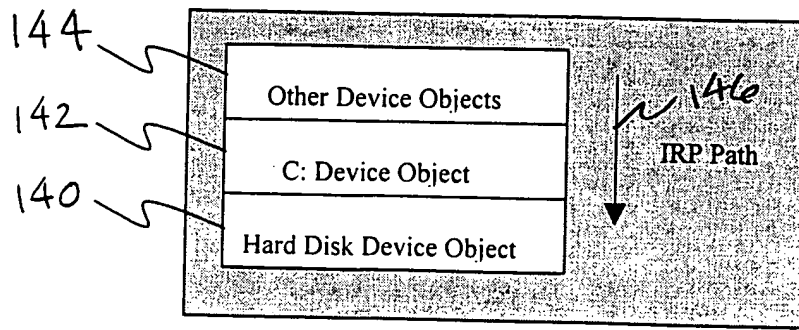 144
Other Device Objects
146
142
C: Device Object
IRP Path
140
Hard Disk Device Object